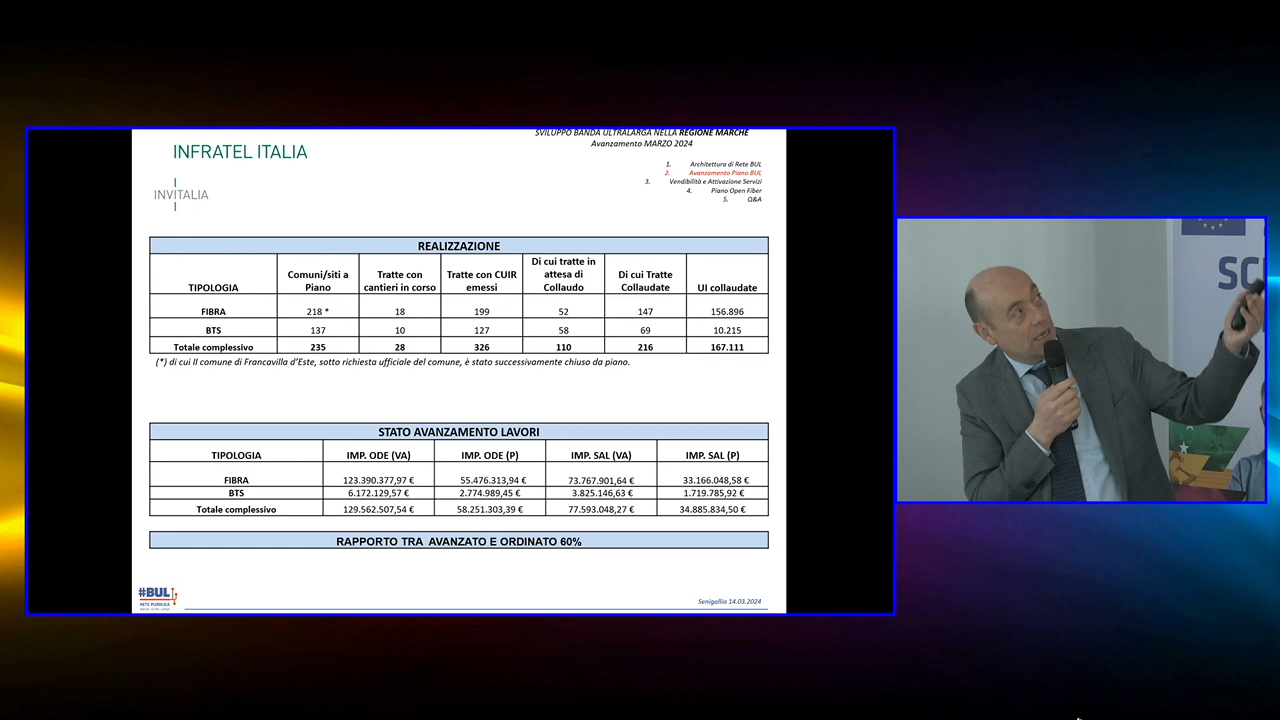 SVILUPPO BANDA ULTRALARGA NELLA REGIONE MARCHE
Avanzamento MARZO 2024
INFRATEL ITALIA
INVITALIA
1. Architettura di Rete BUL
2. Avanzamento Piano BUL
3. Vendibilità e Attivazione Servizi
4. Piano Open Fiber
5. Q&A
REALIZZAZIONE
TIPOLOGIA Comuni/siti a Piano Tratte con cantieri in corso Tratte con CUIR emessi Di cui tratte in attesa di Collaudo Di cui Tratte Collaudate UI collaudate
FIBRA 218 * 18 199 52 147 156.896
BTS 137 10 127 58 69 10.215
Totale complessivo 235 28 326 110 216 167.111
(*) di cui Il comune di Francavilla d'Este, sotto richiesta ufficiale del comune, è stato successivamente chiuso da piano.
STATO AVANZAMENTO LAVORI
TIPOLOGIA IMP. ODE (VA) IMP. ODE (P) IMP. SAL (VA) IMP. SAL (P)
FIBRA 123.390.377,97 € 55.476.313,94 € 73.767.901,64 € 33.166.048,58 €
BTS 6.172.129,57 € 2.774.989,45 € 3.825.146,63 € 1.719.785,92 €
Totale complessivo 129.562.507,54 € 58.251.303,39 € 77.593.048,27 € 34.885.834,50 €
RAPPORTO TRA AVANZATO E ORDINATO 60%
#BUL
RETE PUBBLICA
Senigallia 14.03.2024
SC